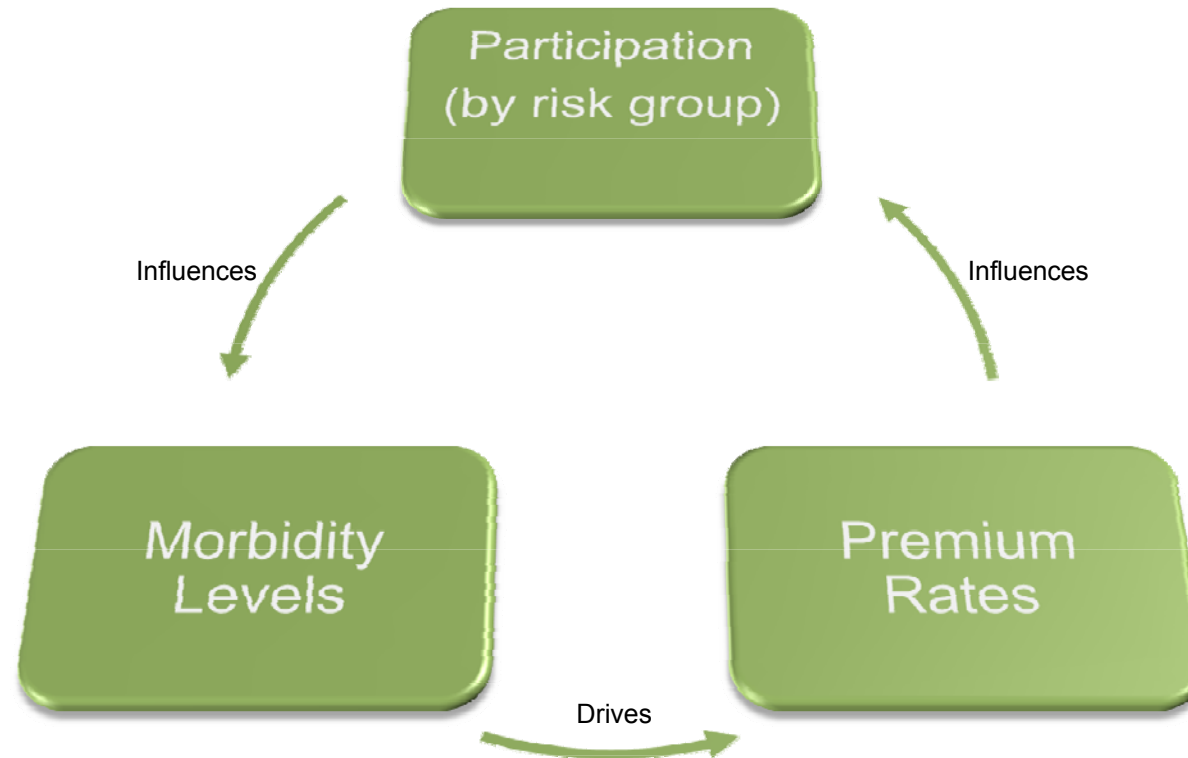 Participation
(by risk group)
Influences
Influences
Morbidity
Levels
Premium
Rates
Drives